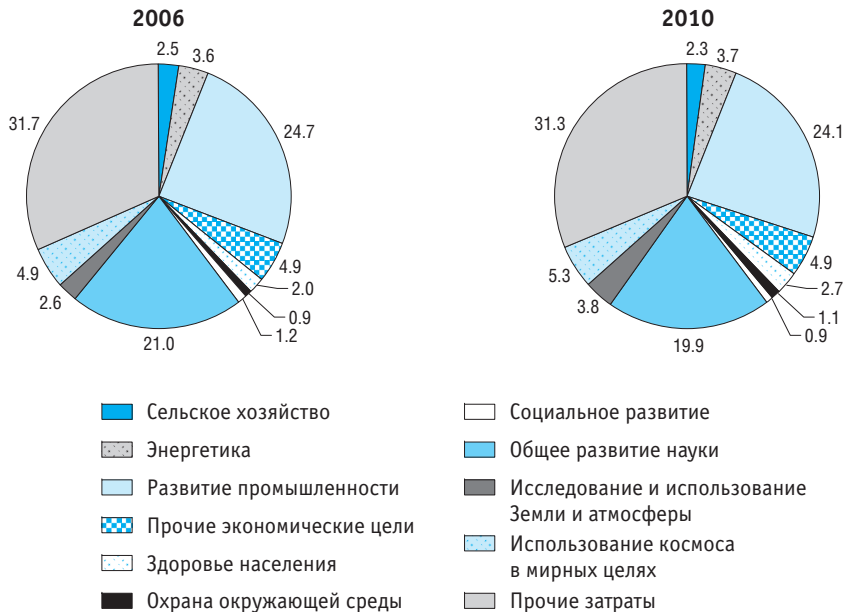 2006
2.5
3.6
24.7
4.9
2.0
0.9
1.2
21.0
2.6
4.9
31.7
2010
2.3
3.7
24.1
4.9
2.7
1.1
0.9
19.9
3.8
5.3
31.3
Сельское хозяйство
Энергетика
Развитие промышленности
Прочие экономические цели
Здоровье населения
Охрана окружающей среды
Социальное развитие
Общее развитие науки
Исследование и использование
Земли и атмосферы
Использование космоса
в мирных целях
Прочие затраты